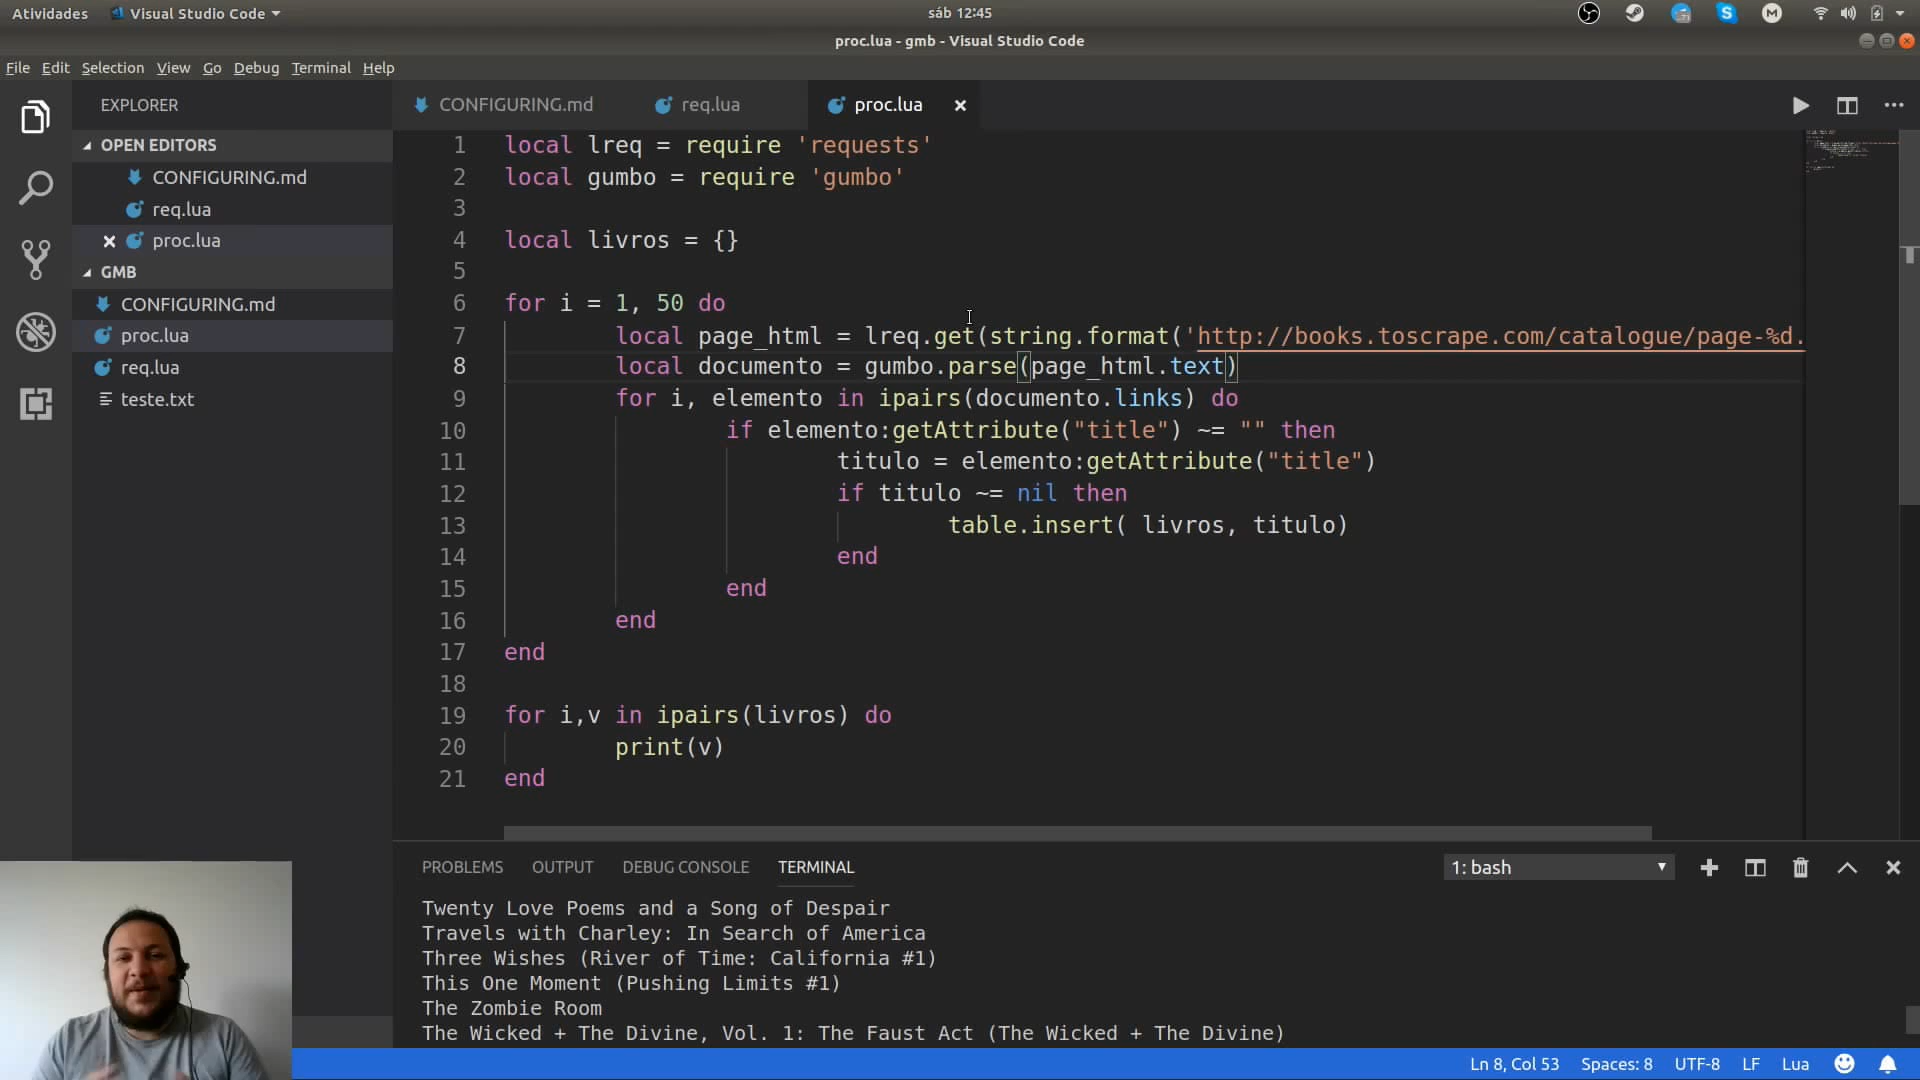 Atividades
Visual Studio Code
sáb 12:45
proc.lua - gmb - Visual Studio Code
File Edit Selection View Go Debug Terminal Help
EXPLORER
OPEN EDITORS
CONFIGURING.md
req.lua
proc.lua
GMB
CONFIGURING.md
proc.lua
req.lua
teste.txt
CONFIGURING.md
req.lua
proc.lua
1 local lreq = require 'requests'
2 local gumbo = require 'gumbo'
3
4 local livros = {}
5
6 for i = 1, 50 do
7 local page_html = lreq.get(string.format('http://books.toscrape.com/catalogue/page-%d.
8 local documento = gumbo.parse(page_html.text)
9 for i, elemento in ipairs(documento.links) do
10 if elemento:getAttribute("title") ~= "" then
11 titulo = elemento:getAttribute("title")
12 if titulo ~= nil then
13 table.insert( livros, titulo)
14 end
15 end
16 end
17 end
18
19 for i,v in ipairs(livros) do
20 print(v)
21 end
PROBLEMS OUTPUT DEBUG CONSOLE TERMINAL
1: bash
Twenty Love Poems and a Song of Despair
Travels with Charley: In Search of America
Three Wishes (River of Time: California #1)
This One Moment (Pushing Limits #1)
The Zombie Room
The Wicked + The Divine, Vol. 1: The Faust Act (The Wicked + The Divine)
Ln 8, Col 53 Spaces: 8 UTF-8 LF Lua